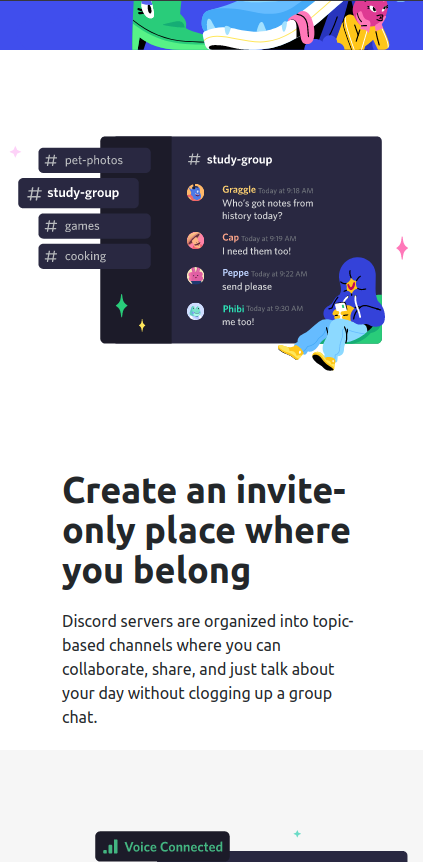 # pet-photos
# study-group
# games
# cooking
# study-group
Graggle Today at 9:18 AM
Who's got notes from
history today?
Cap Today at 9:19 AM
I need them too!
Peppe Today at 9:22 AM
send please
Phibi Today at 9:30 AM
me too!
Create an invite-
only place where
you belong
Discord servers are organized into topic-
based channels where you can
collaborate, share, and just talk about
your day without clogging up a group
chat.
Voice Connected